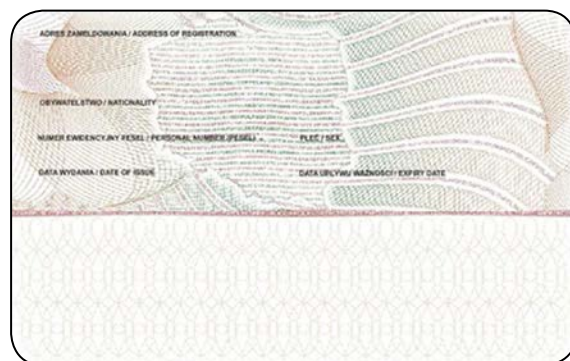 ADRES ZAMELDOWANIA / ADDRESS OF REGISTRATION
OBYWATELSTWO / NATIONALITY
NUMER EWIDENCYJNY PESEL / PERSONAL NUMBER (PESEL) PŁEĆ / SEX
DATA WYDANIA / DATE OF ISSUE DATA UPŁYWU WAŻNOŚCI / EXPIRY DATE